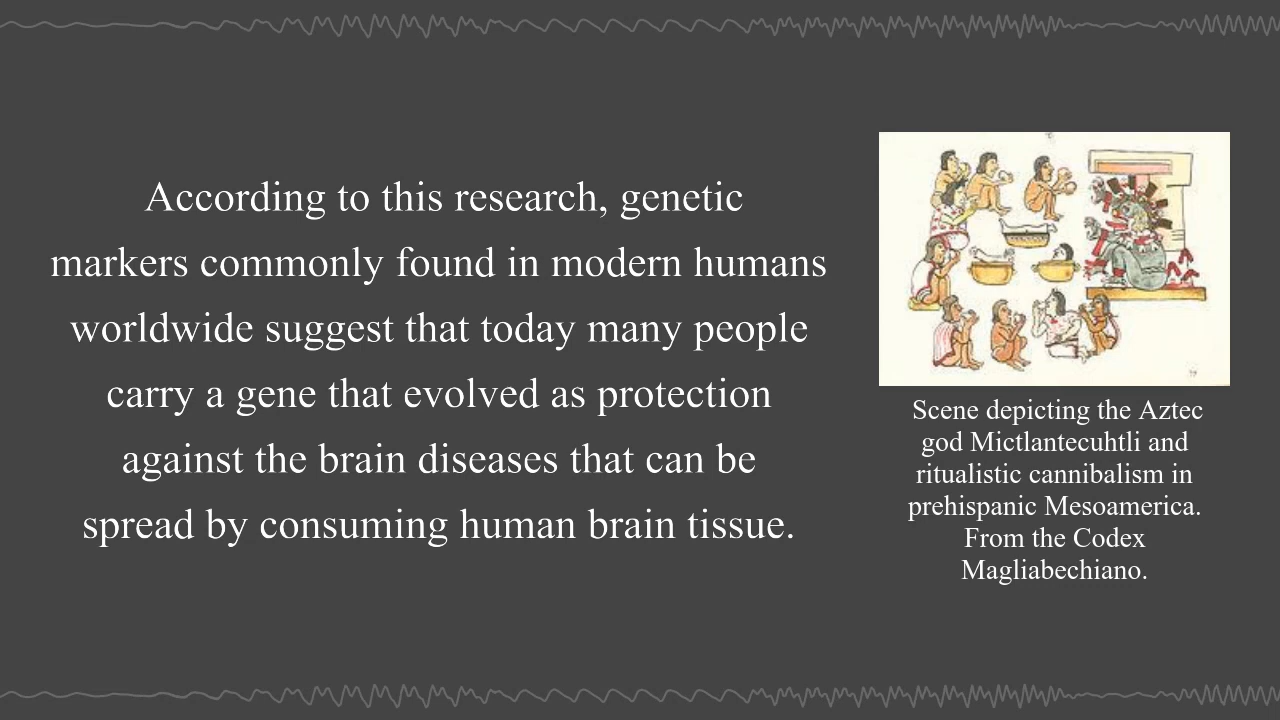 According to this research, genetic
markers commonly found in modern humans
worldwide suggest that today many people
carry a gene that evolved as protection
against the brain diseases that can be
spread by consuming human brain tissue.
Scene depicting the Aztec
god Mictlantecuhtli and
ritualistic cannibalism in
prehispanic Mesoamerica.
From the Codex
Magliabechiano.